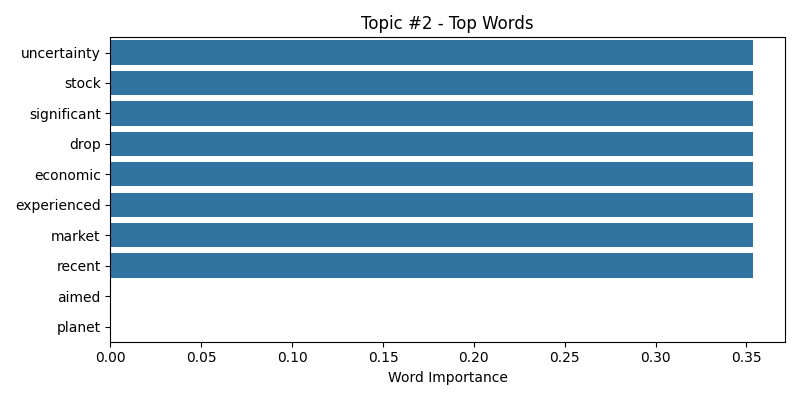 Topic #2 - Top Words
uncertainty
stock
significant
drop
economic
experienced
market
recent
aimed
planet
0.00 0.05 0.10 0.15 0.20 0.25 0.30 0.35
Word Importance